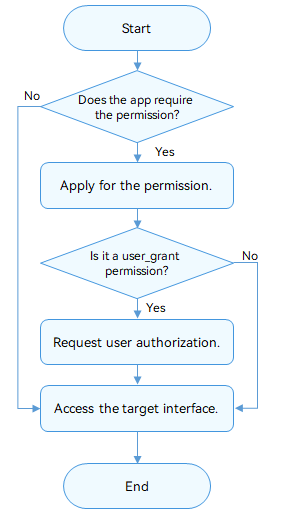 Start
No
Does the app require
the permission?
Yes
Apply for the permission.
Is it a user_grant
permission?
No
Yes
Request user authorization.
Access the target interface.
End